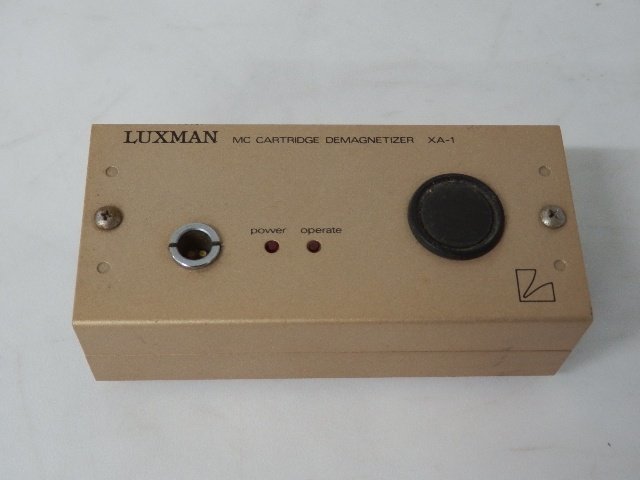 LUXMAN MC CARTRIDGE DEMAGNETIZER XA-1
power operate